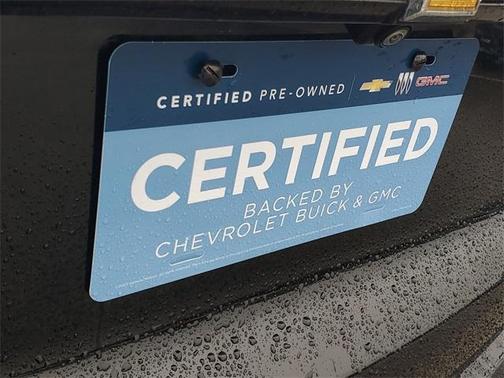 CERTIFIED PRE-OWNED GMC
CERTIFIED
BACKED BY
CHEVROLET BUICK & GMC